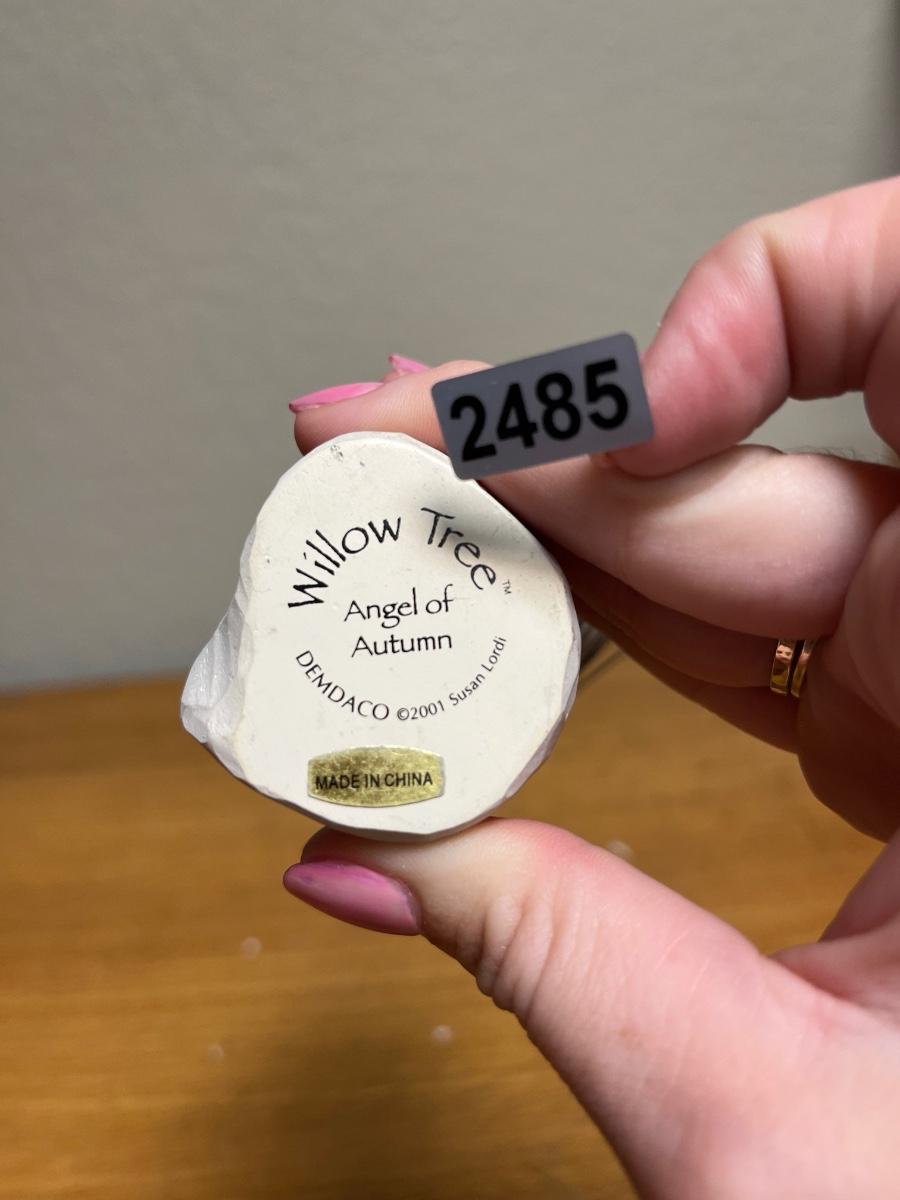 2485
Willow Tree™
Angel of
Autumn
DEMDACO ©2001 Susan Lordi
MADE IN CHINA